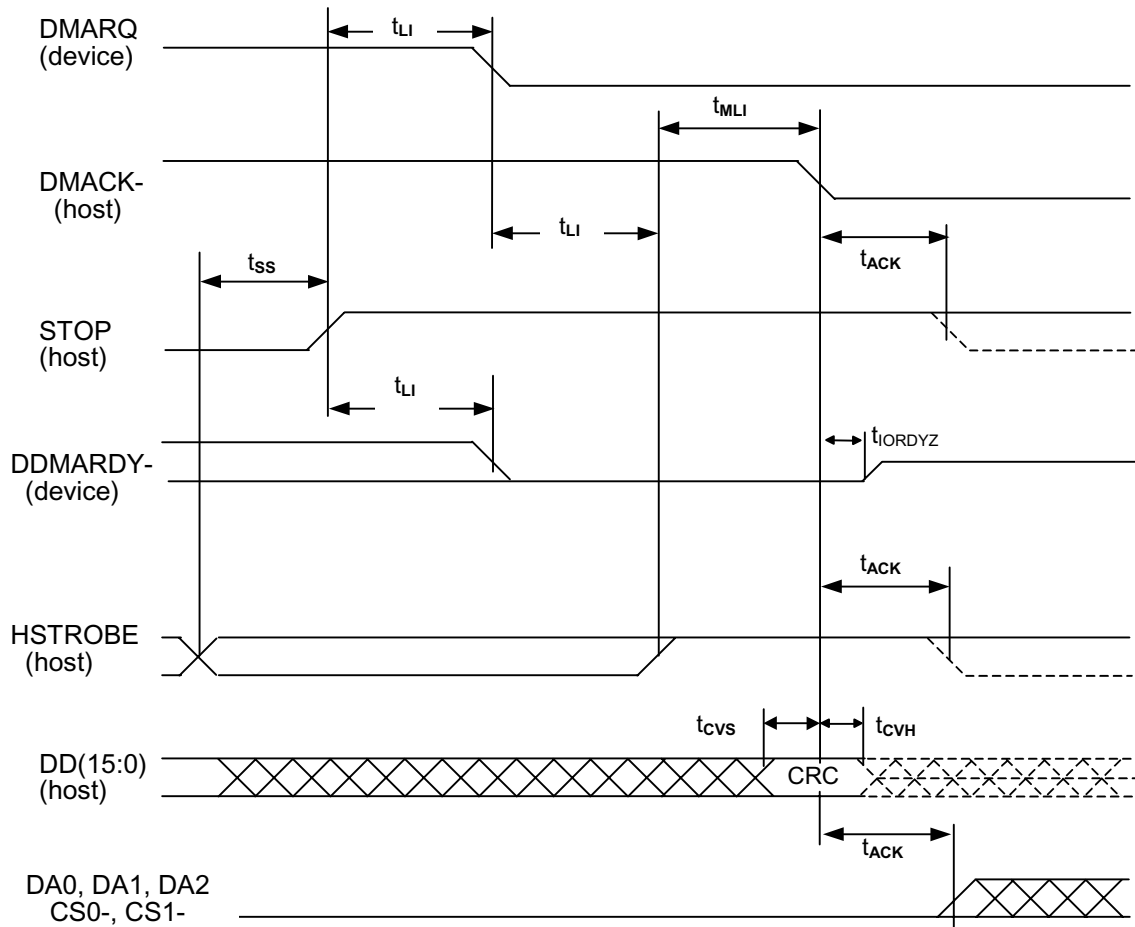 DMARQ
(device)
tLI
tMLI
DMACK-
(host)
tLI
tACK
tSS
STOP
(host)
tLI
tIORDYZ
DDMARDY-
(device)
tACK
HSTROBE
(host)
tCVS
tCVH
DD(15:0)
(host)
CRC
tACK
DA0, DA1, DA2
CS0-, CS1-